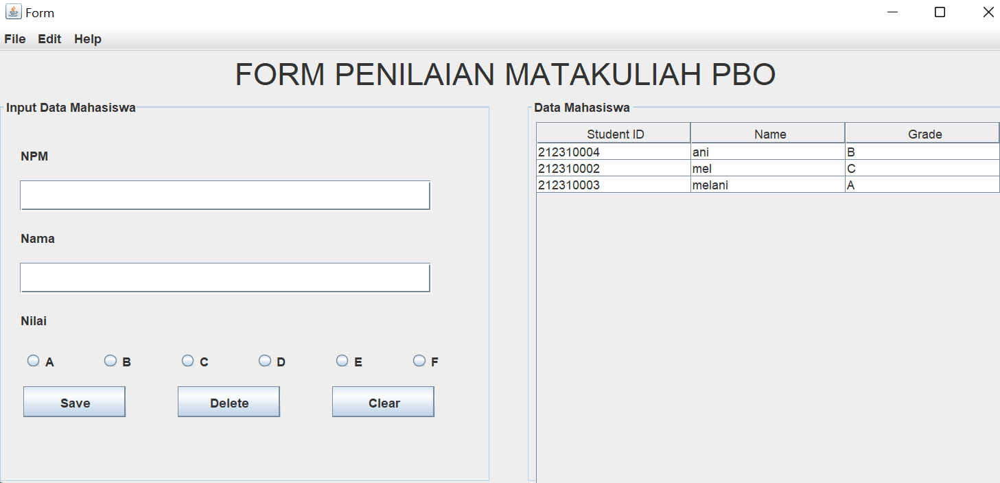 Form
File Edit Help
FORM PENILAIAN MATAKULIAH PBO
Input Data Mahasiswa
NPM
Nama
Nilai
A B C D E F
Save Delete Clear
Data Mahasiswa
Student ID Name Grade
212310004 ani B
212310002 mel C
212310003 melani A